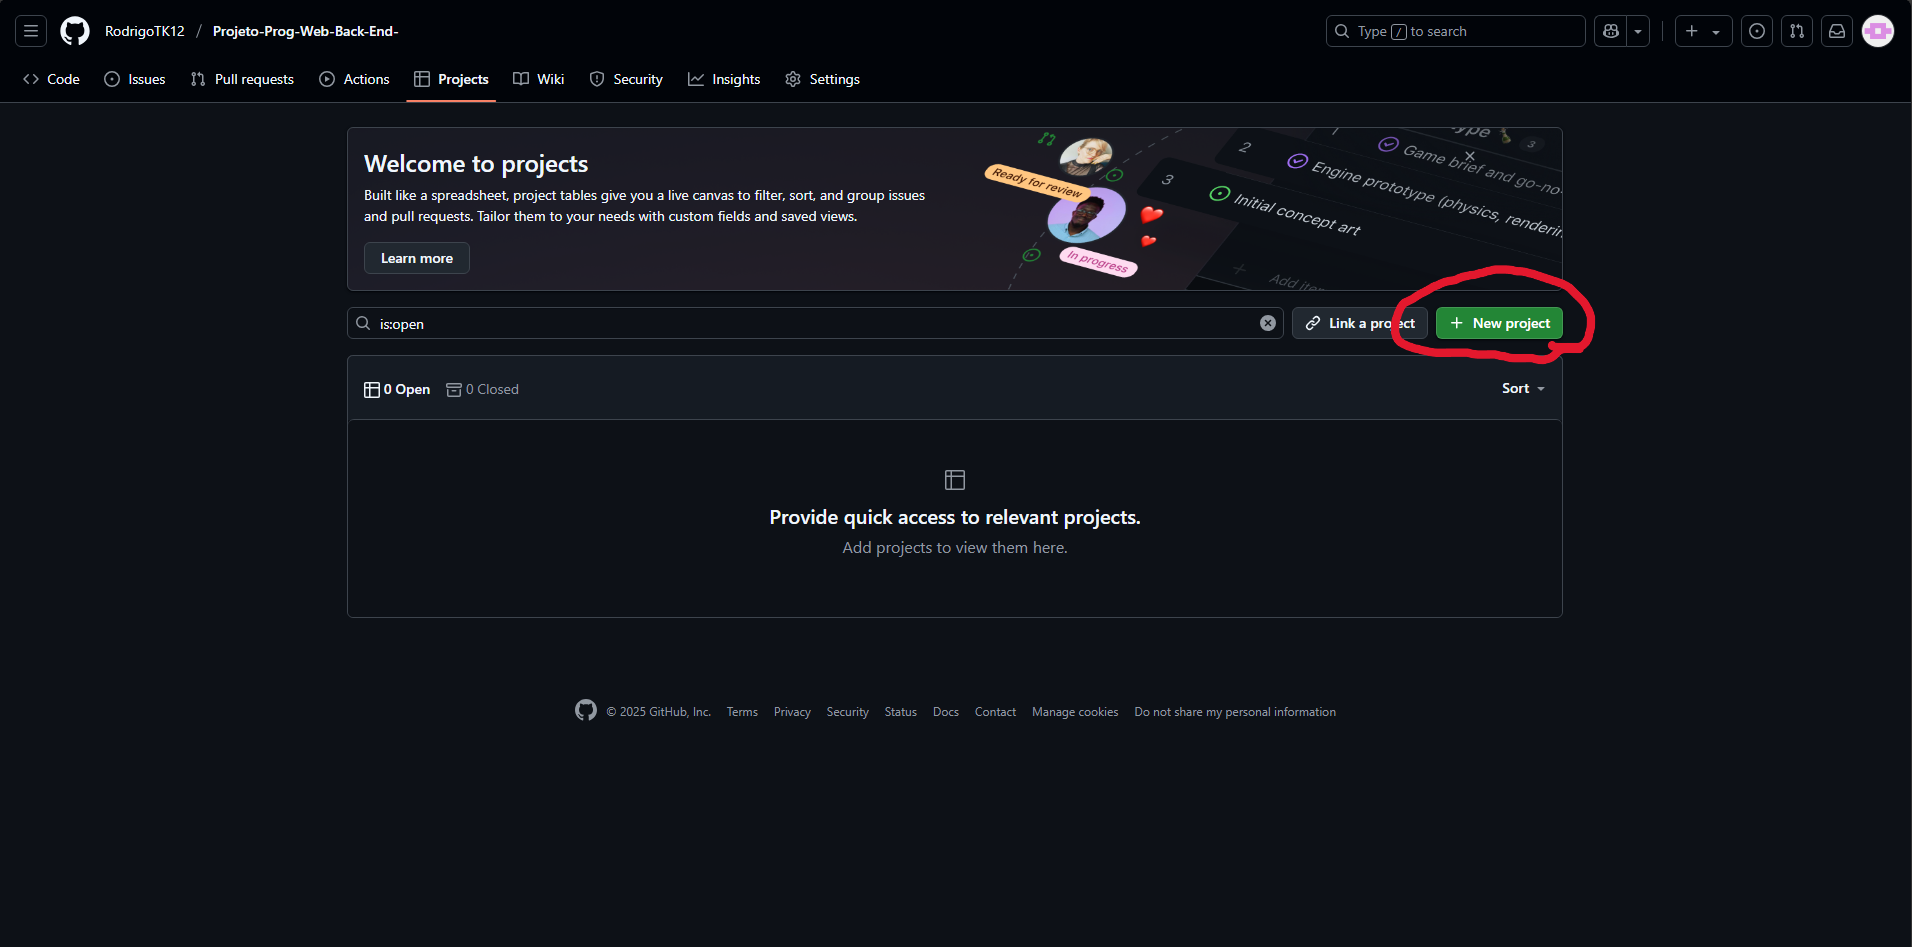 RodrigoTK12 / Projeto-Prog-Web-Back-End-
Type / to search
Code Issues Pull requests Actions Projects Wiki Security Insights Settings
Welcome to projects
Built like a spreadsheet, project tables give you a live canvas to filter, sort, and group issues
and pull requests. Tailor them to your needs with custom fields and saved views.
Learn more
Ready for review
In progress
3
1
2 Engine prototype (physics, renderin
Game brief and go-no-
3 Initial concept art
+ Add ite
is:open
Link a project
New project
0 Open 0 Closed
Sort
Provide quick access to relevant projects.
Add projects to view them here.
© 2025 GitHub, Inc. Terms Privacy Security Status Docs Contact Manage cookies Do not share my personal information